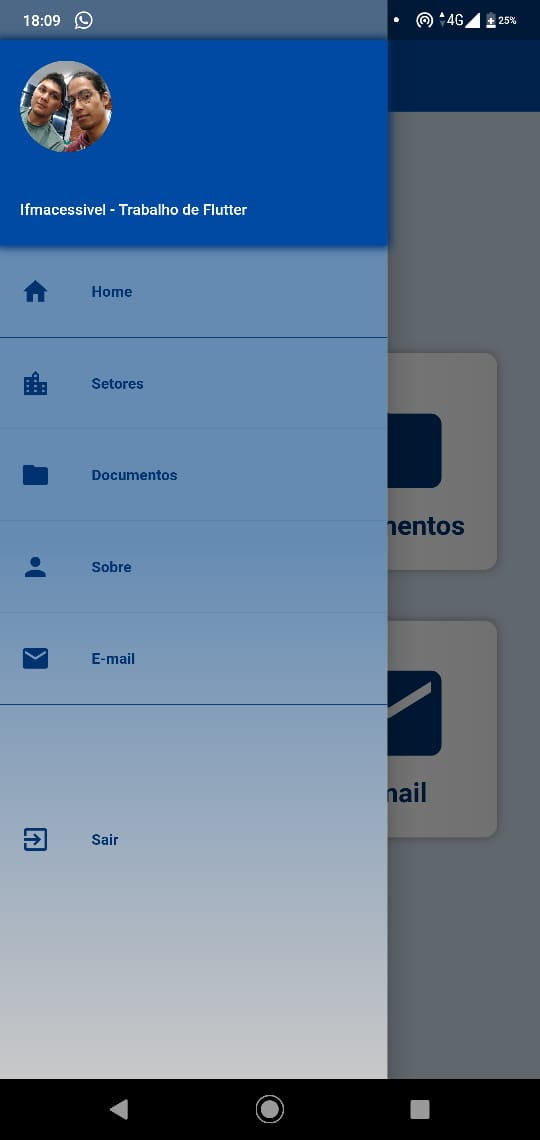 18:09
4G
25%
Ifmacessivel - Trabalho de Flutter
Home
Setores
Documentos
mentos
Sobre
E-mail
mail
Sair